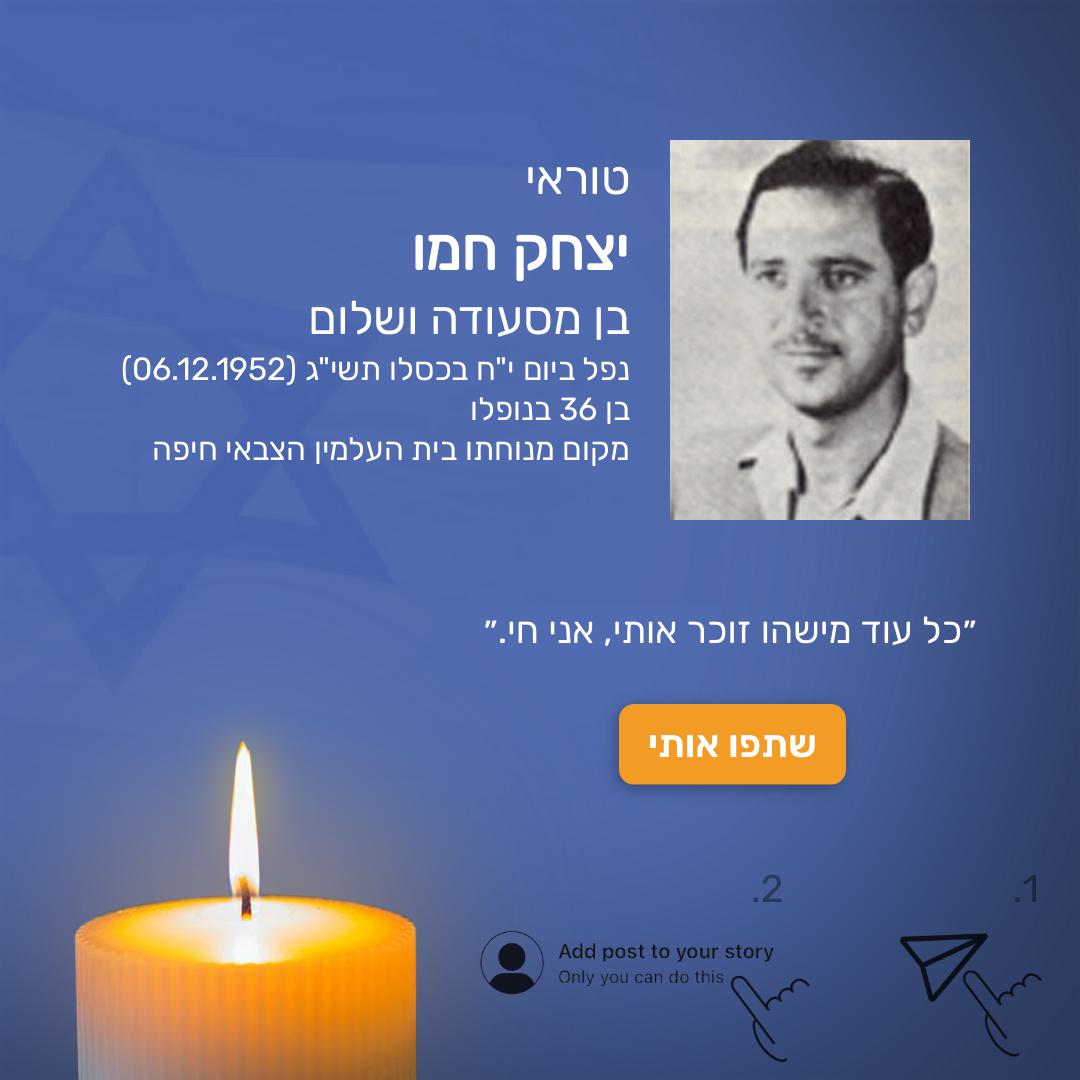 טוראי
יצחק חמו
בן מסעודה ושלום
נפל ביום י"ח בכסלו תשי"ג (06.12.1952)
בן 36 בנופלו
מקום מנוחתו בית העלמין הצבאי חיפה
״כל עוד מישהו זוכר אותי, אני חי.״
שתפו אותי
.1
.2
Add post to your story
Only you can do this